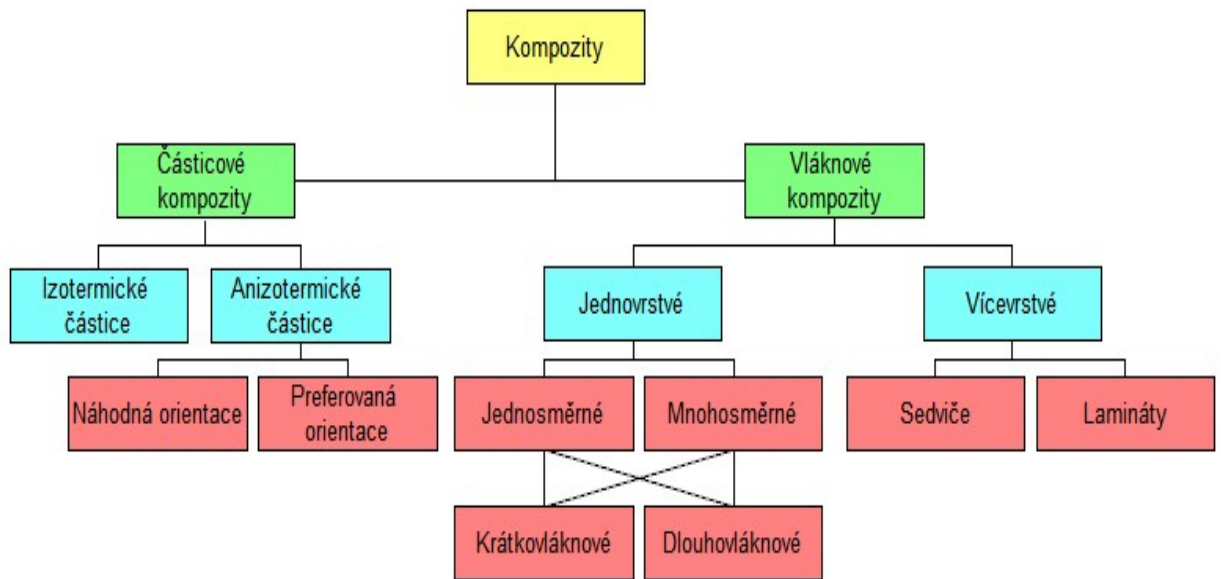 Kompozity
Částicové
kompozity
Vláknové
kompozity
Izotermické
částice
Anizotermické
částice
Jednovrstvé
Vícevrstvé
Náhodná orientace
Preferovaná
orientace
Jednosměrné
Mnohosměrné
Sedviče
Lamináty
Krátkovláknové
Dlouhovláknové